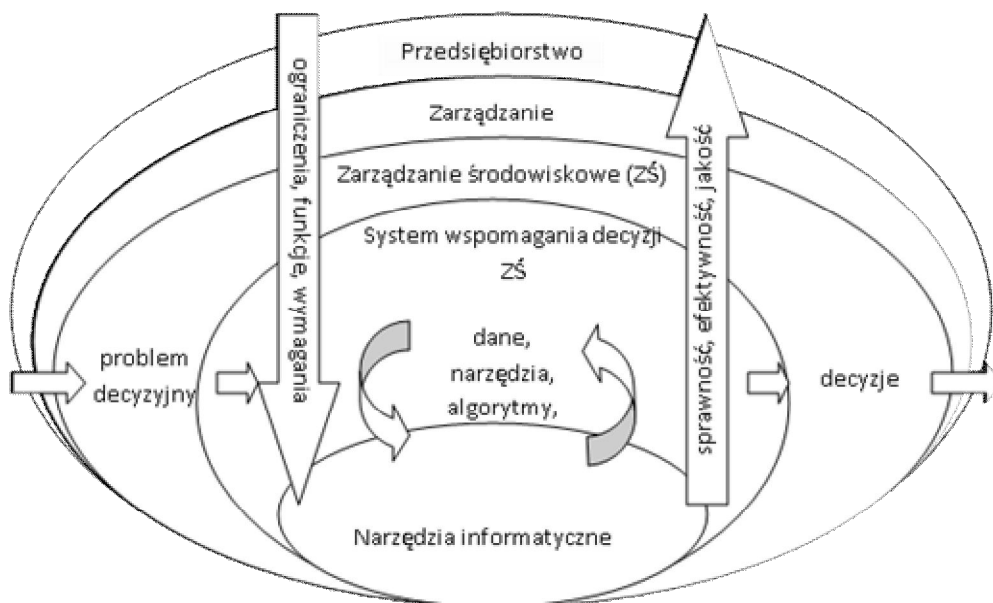 Przedsiębiorstwo
Zarządzanie
Zarządzanie środowiskowe (ZŚ)
System wspomagania decyzji
ZŚ
ograniczenia, funkcje, wymagania
sprawność, efektywność, jakość
problem
decyzyjny
dane,
narzędzia,
algorytmy,
decyzje
Narzędzia informatyczne